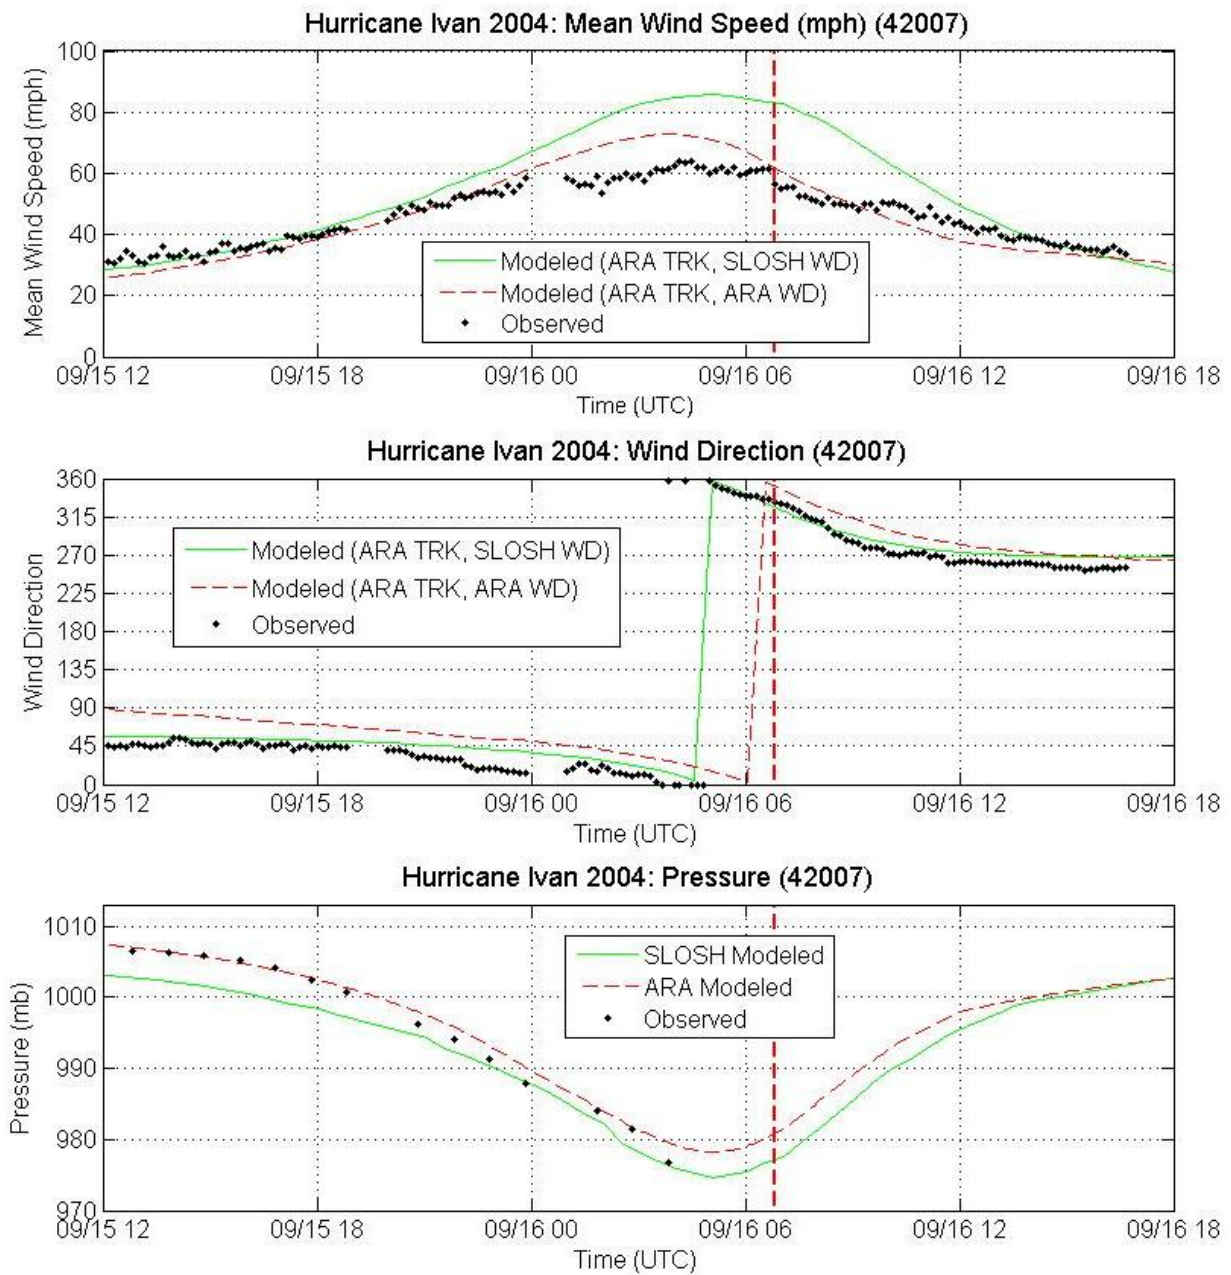 Hurricane Ivan 2004: Mean Wind Speed (mph) (42007)
Mean Wind Speed (mph)
100
80
60
40
20
0
Modeled (ARA TRK, SLOSH WD)
Modeled (ARA TRK, ARA WD)
Observed
09/15 12 09/15 18 09/16 00 09/16 06 09/16 12 09/16 18
Time (UTC)
Hurricane Ivan 2004: Wind Direction (42007)
Wind Direction
360
315
270
225
180
135
90
45
0
Modeled (ARA TRK, SLOSH WD)
Modeled (ARA TRK, ARA WD)
Observed
09/15 12 09/15 18 09/16 00 09/16 06 09/16 12 09/16 18
Time (UTC)
Hurricane Ivan 2004: Pressure (42007)
Pressure (mb)
1010
1000
990
980
970
SLOSH Modeled
ARA Modeled
Observed
09/15 12 09/15 18 09/16 00 09/16 06 09/16 12 09/16 18
Time (UTC)